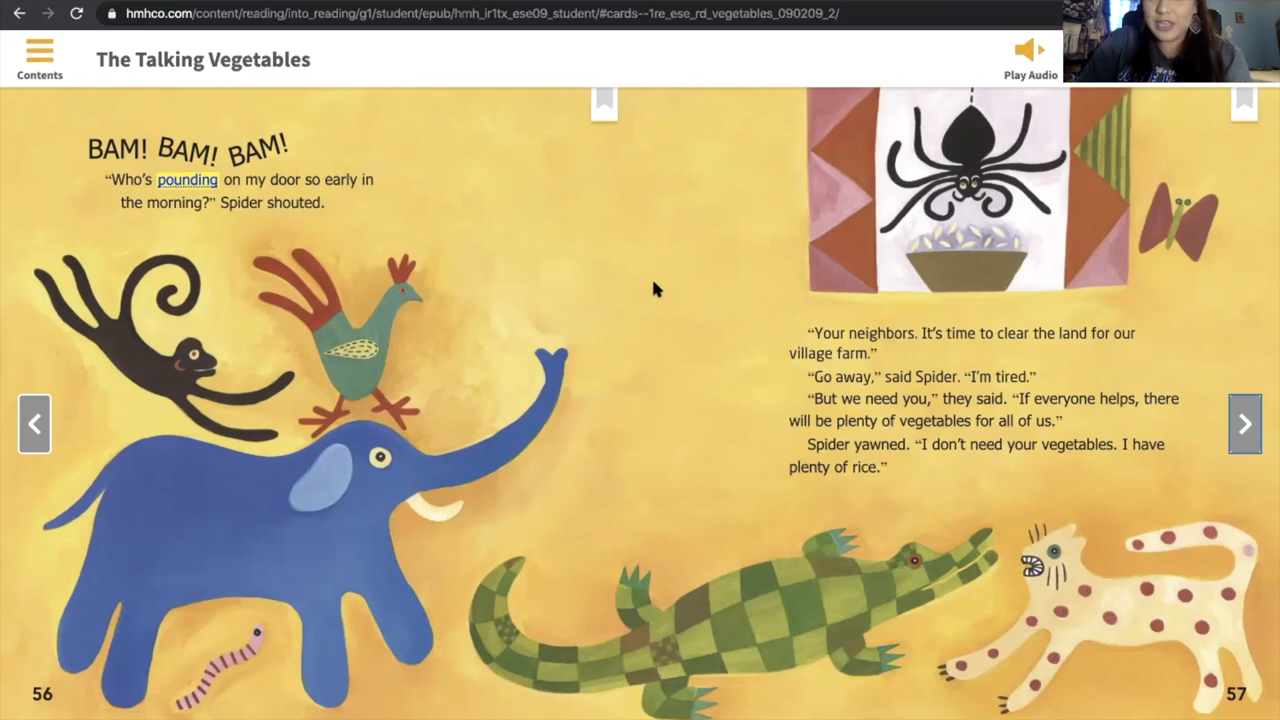 hmhco.com/content/reading/into_reading/g1/student/epub/hmh_ir1tx_ese09_student/#cards--1re_ese_rd_vegetables_090209_2/
Contents
The Talking Vegetables
Play Audio
BAM! BAM! BAM!
“Who’s pounding on my door so early in
the morning?” Spider shouted.
“Your neighbors. It’s time to clear the land for our
village farm.”
“Go away,” said Spider. “I’m tired.”
“But we need you,” they said. “If everyone helps, there
will be plenty of vegetables for all of us.”
Spider yawned. “I don’t need your vegetables. I have
plenty of rice.”
56
57